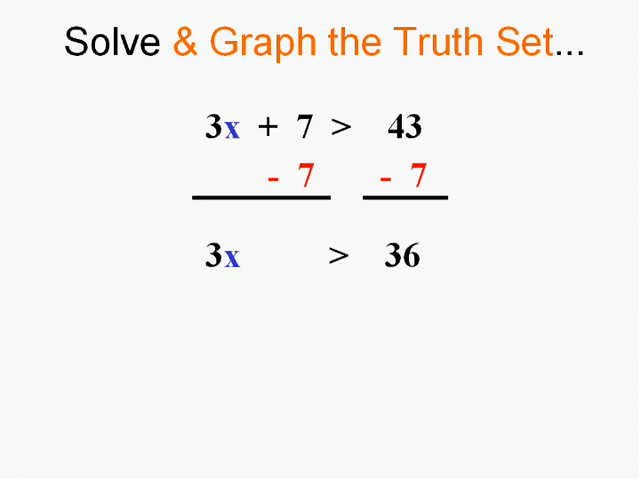 Solve & Graph the Truth Set...
3x + 7 > 43
- 7 - 7
3x > 36